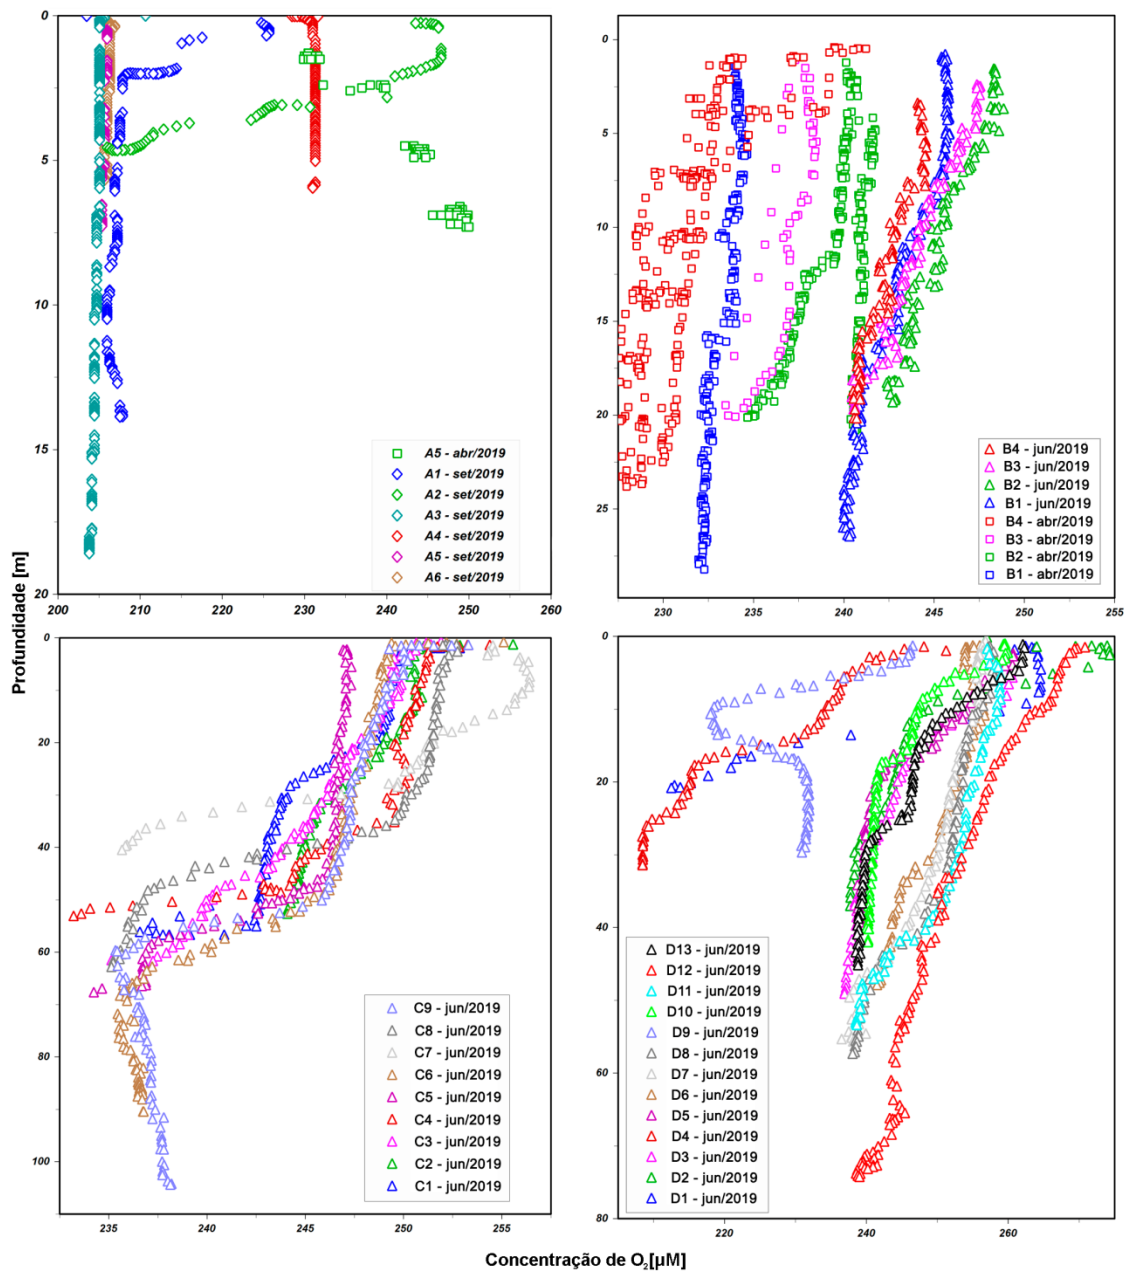 0
5
10
15
20
200
210
220
230
240
250
260
A5 - abr/2019
A1 - set/2019
A2 - set/2019
A3 - set/2019
A4 - set/2019
A5 - set/2019
A6 - set/2019
0
5
10
15
20
25
230
235
240
245
250
255
B4 - jun/2019
B3 - jun/2019
B2 - jun/2019
B1 - jun/2019
B4 - abr/2019
B3 - abr/2019
B2 - abr/2019
B1 - abr/2019
Profundidade [m]
0
20
40
60
80
100
235
240
245
250
255
C9 - jun/2019
C8 - jun/2019
C7 - jun/2019
C6 - jun/2019
C5 - jun/2019
C4 - jun/2019
C3 - jun/2019
C2 - jun/2019
C1 - jun/2019
0
20
40
60
80
220
240
260
D13 - jun/2019
D12 - jun/2019
D11 - jun/2019
D10 - jun/2019
D9 - jun/2019
D8 - jun/2019
D7 - jun/2019
D6 - jun/2019
D5 - jun/2019
D4 - jun/2019
D3 - jun/2019
D2 - jun/2019
D1 - jun/2019
Concentração de O₂[µM]